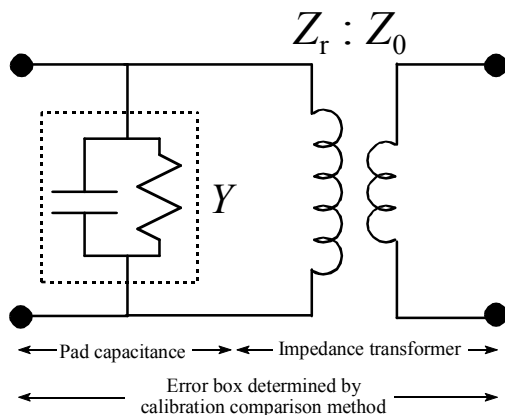 Zr : Z0
Y
Pad capacitance
Impedance transformer
Error box determined by
calibration comparison method